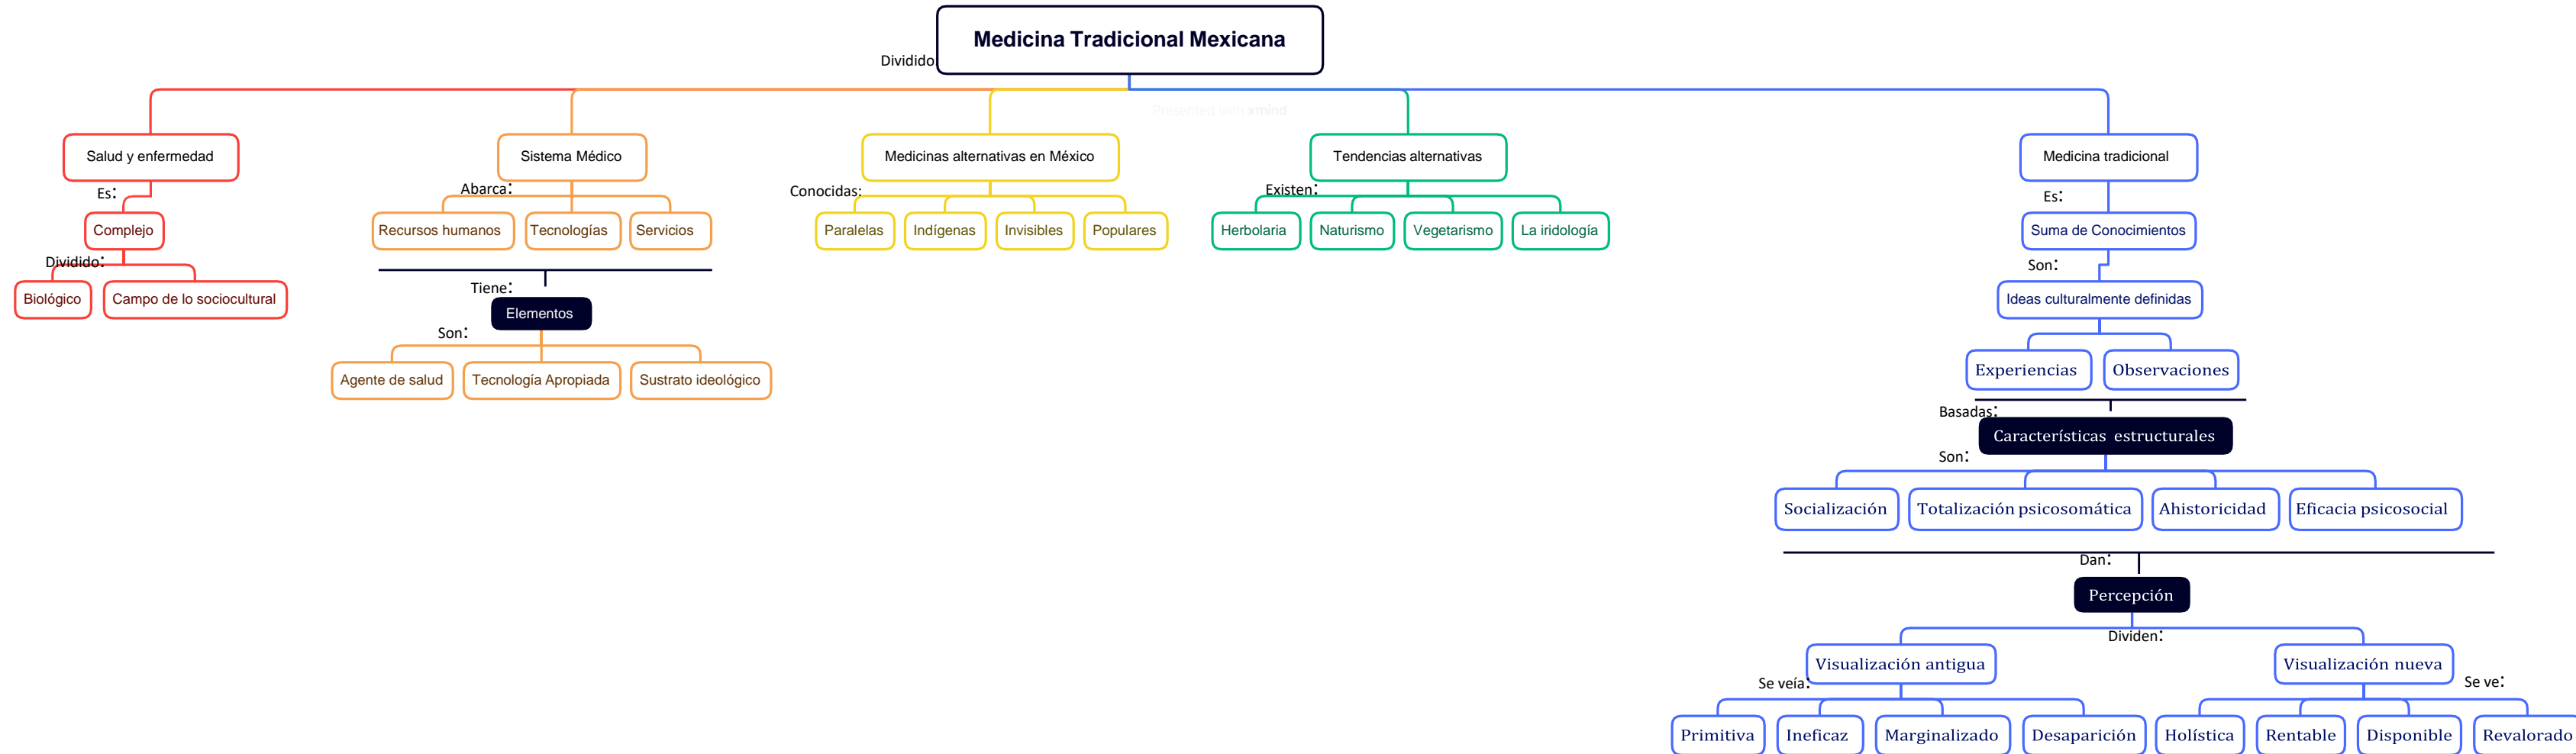 Medicina Tradicional Mexicana
Dividido:
Presented with xmind
Salud y enfermedad
Sistema Médico
Medicinas alternativas en México
Tendencias alternativas
Medicina tradicional
Es:
Abarca:
Conocidas:
Existen:
Es:
Complejo
Recursos humanos
Tecnologías
Servicios
Paralelas
Indígenas
Invisibles
Populares
Herbolaria
Naturismo
Vegetarismo
La iridología
Suma de Conocimientos
Dividido:
Son:
Biológico
Campo de lo sociocultural
Tiene:
Elementos
Ideas culturalmente definidas
Son:
Agente de salud
Tecnología Apropiada
Sustrato ideológico
Experiencias
Observaciones
Basadas:
Características estructurales
Son:
Socialización
Totalización psicosomática
Ahistoricidad
Eficacia psicosocial
Dan:
Percepción
Dividen:
Visualización antigua
Visualización nueva
Se veía:
Se ve:
Primitiva
Ineficaz
Marginalizado
Desaparición
Holística
Rentable
Disponible
Revalorado